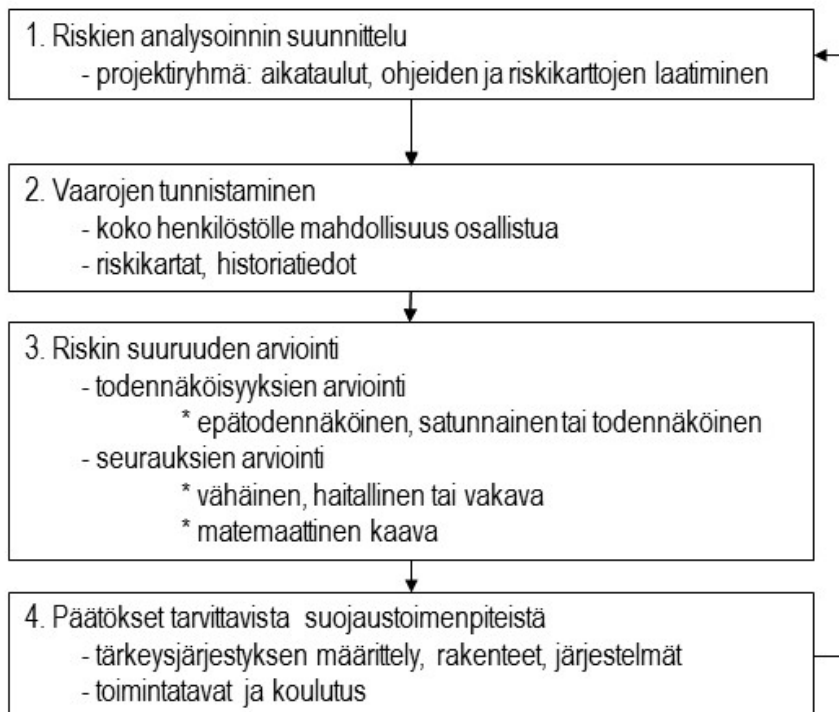 1. Riskien analysoinnin suunnittelu
- projektiryhmä: aikataulut, ohjeiden ja riskikarttojen laatiminen
2. Vaarojen tunnistaminen
- koko henkilöstölle mahdollisuus osallistua
- riskikartat, historiatiedot
3. Riskin suuruuden arviointi
- todennäköisyyksien arviointi
* epätodennäköinen, satunnainen tai todennäköinen
- seurauksien arviointi
* vähäinen, haitallinen tai vakava
* matemaattinen kaava
4. Päätökset tarvittavista suojaustoimenpiteistä
- tärkeysjärjestyksen määrittely, rakenteet, järjestelmät
- toimintatavat ja koulutus